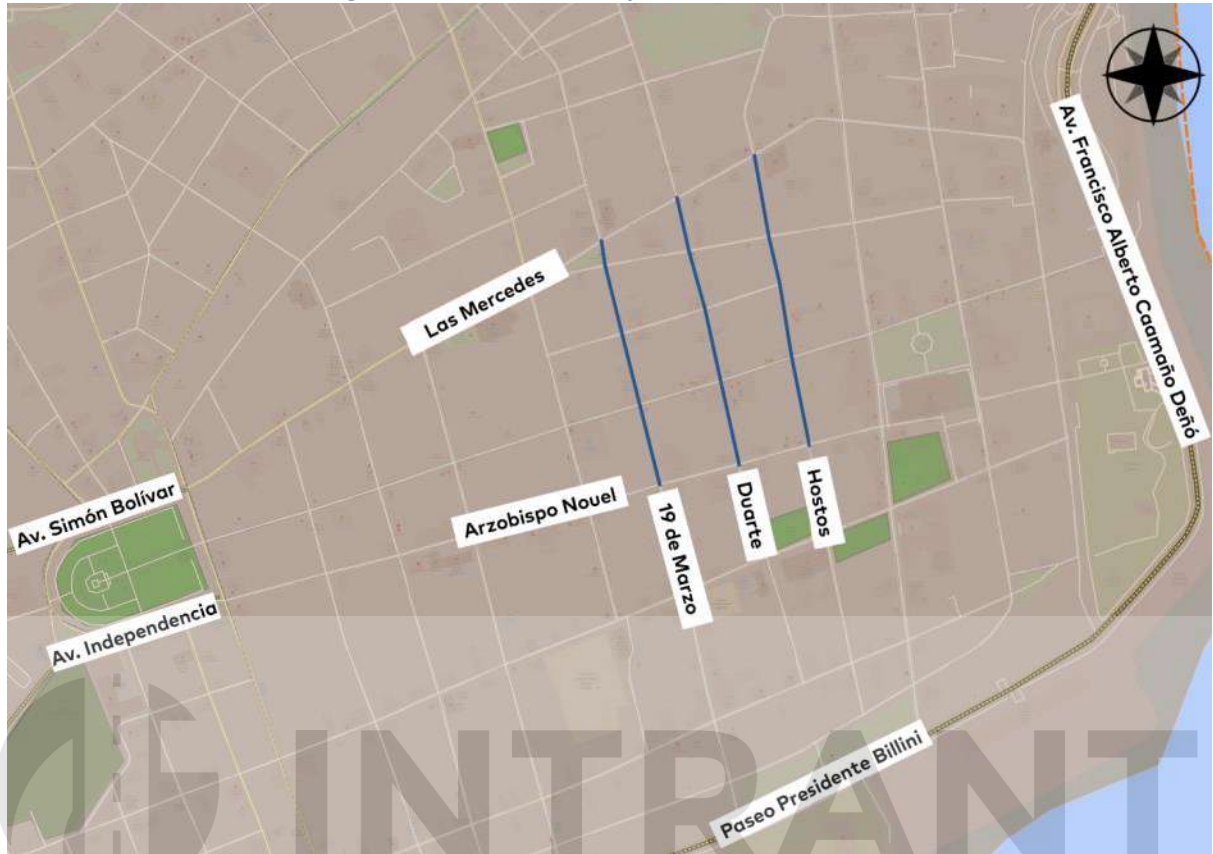 Av. Francisco Alberto Caamaño Deñó
Las Mercedes
Av. Simón Bolívar
Arzobispo Nouel
19 de Marzo
Duarte
Hostos
Av. Independencia
Paseo Presidente Billini
INTRANT